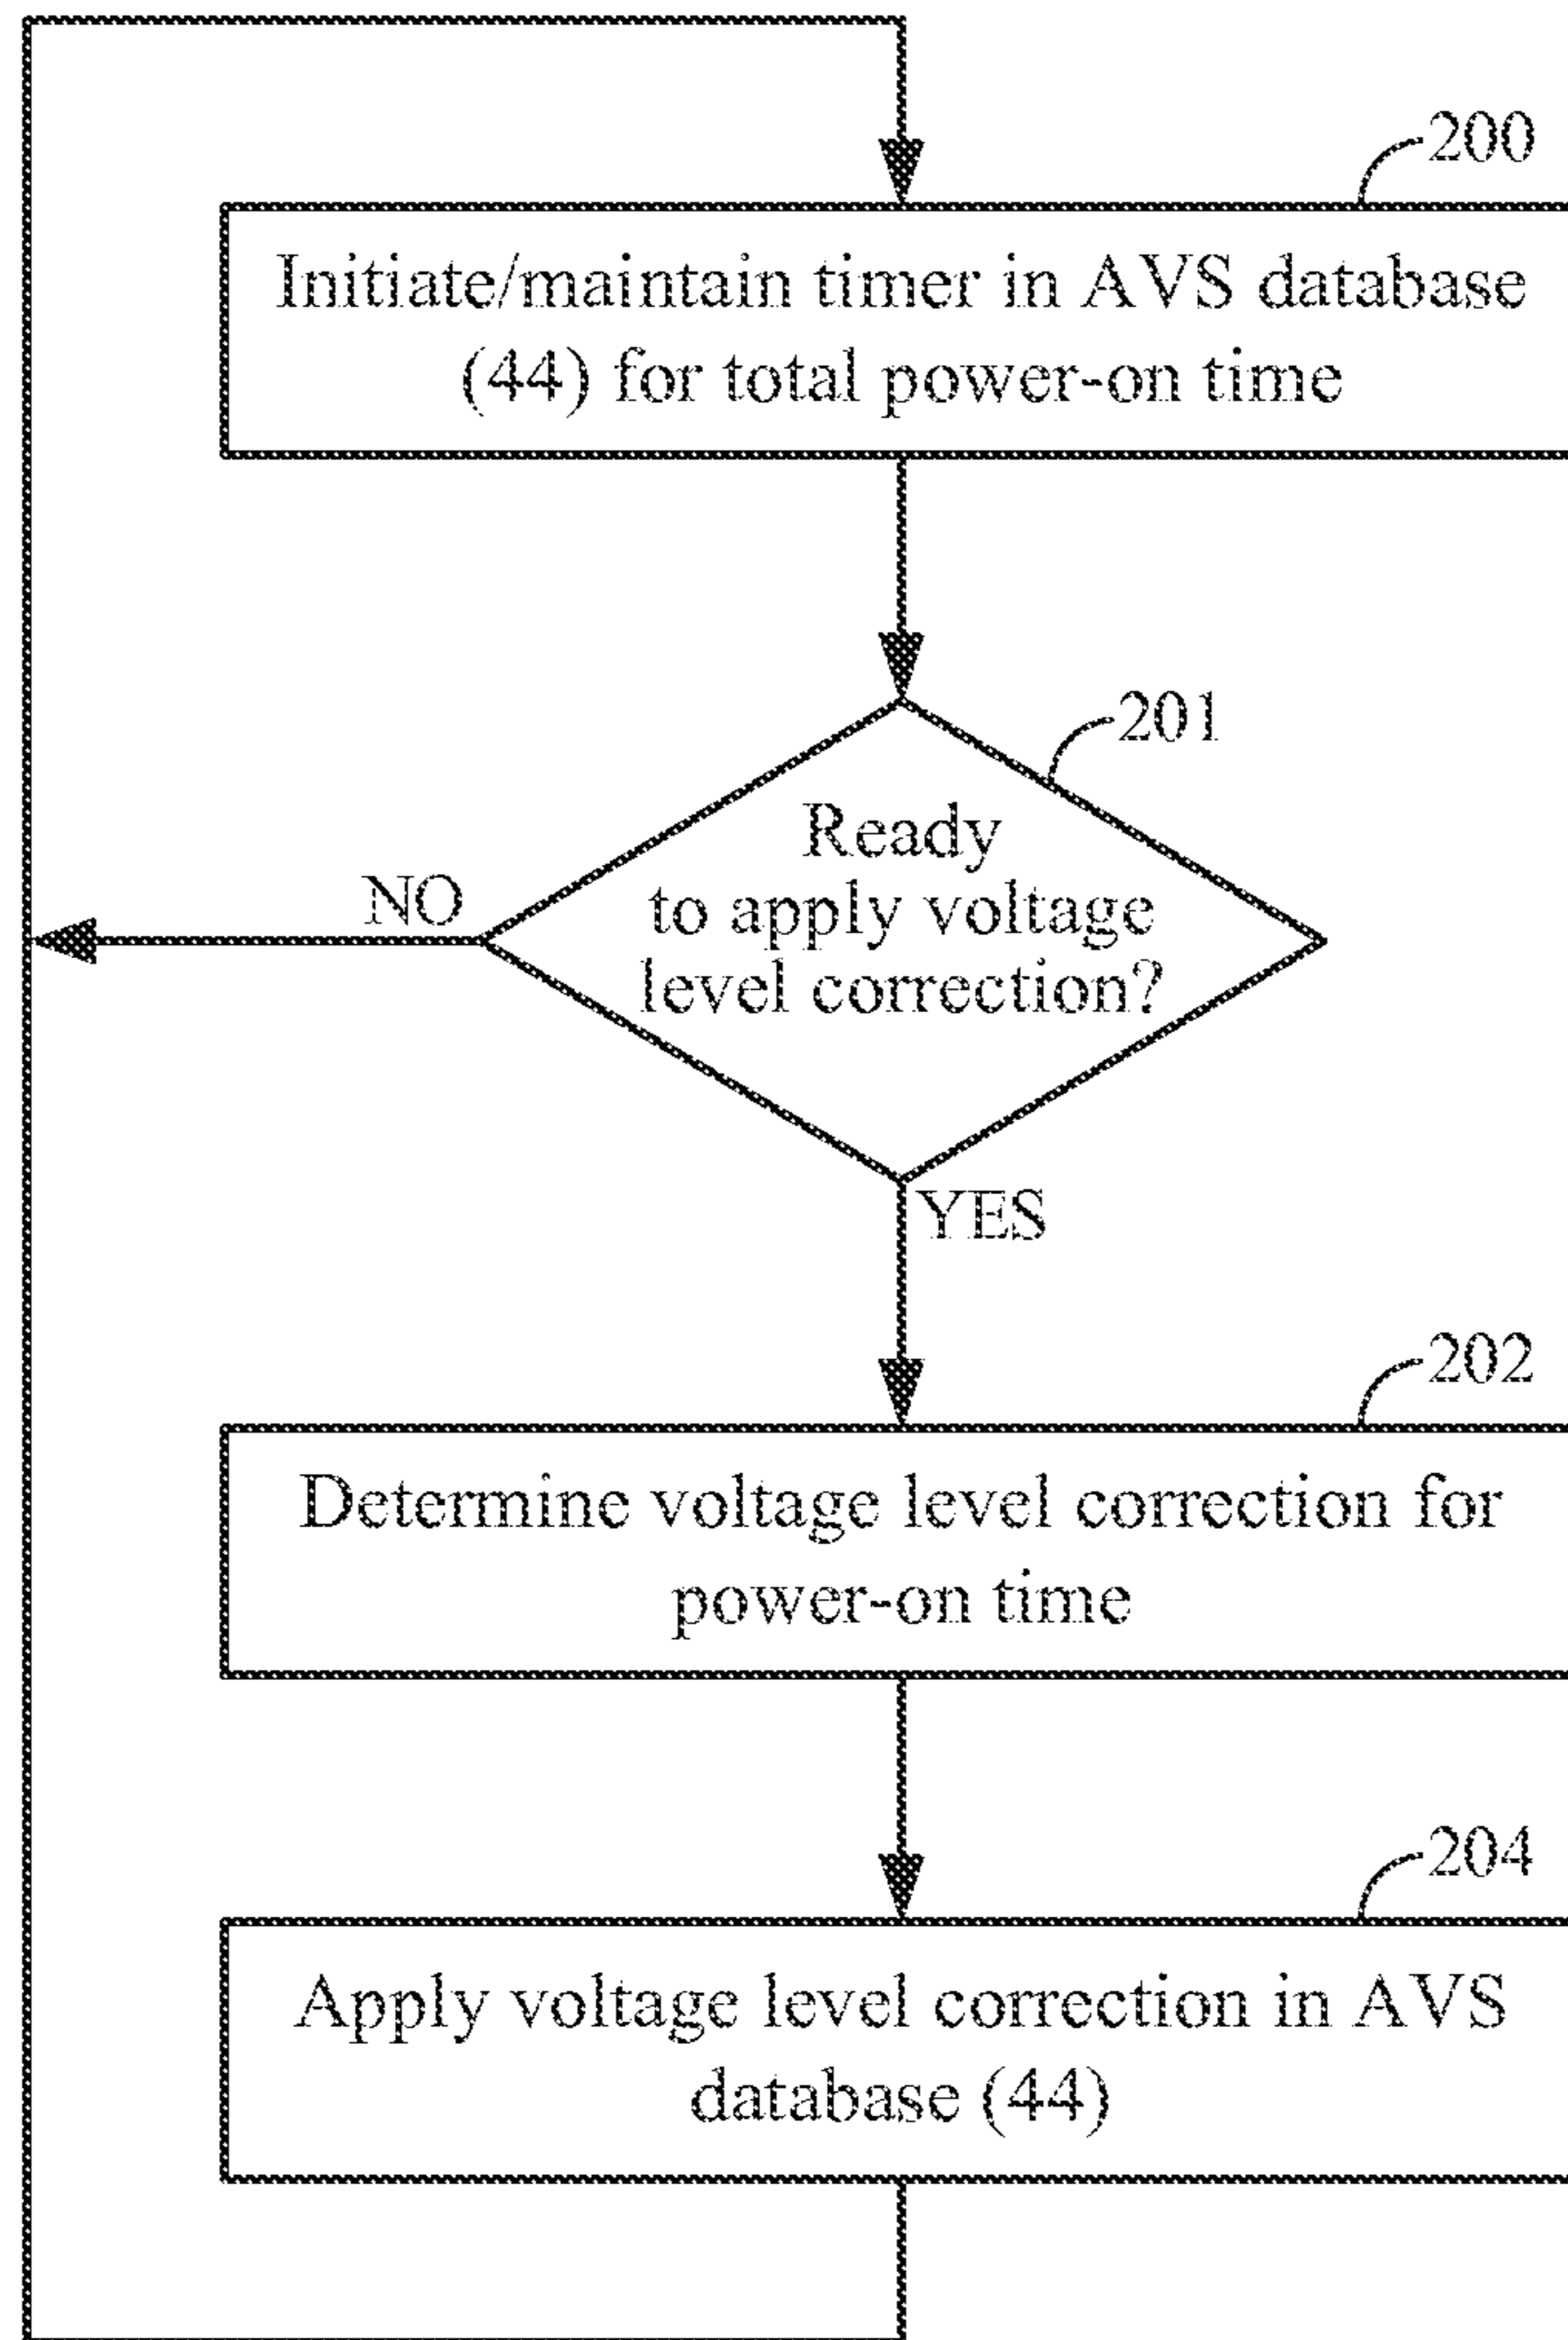 200
Initiate/maintain timer in AVS database
(44) for total power-on time
201
Ready
to apply voltage
level correction?
NO
YES
202
Determine voltage level correction for
power-on time
204
Apply voltage level correction in AVS
database (44)